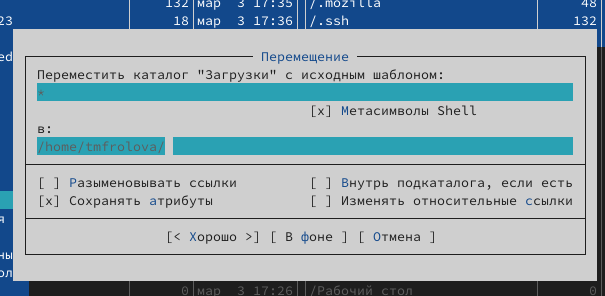 132 мар 3 17:35 /.mozilla 48
23 18 мар 3 17:36 /.ssh 132
ed
Перемещение
Переместить каталог "Загрузки" с исходным шаблоном:
*
[x] Метасимволы Shell
в:
/home/tmfrolova/
[ ] Разыменовывать ссылки [ ] Внутрь подкаталога, если есть
[x] Сохранять атрибуты [ ] Изменять относительные ссылки
я
[< Хорошо >] [ В фоне ] [ Отмена ]
ны
ол
0 мар 3 17:26 /Рабочий стол 0